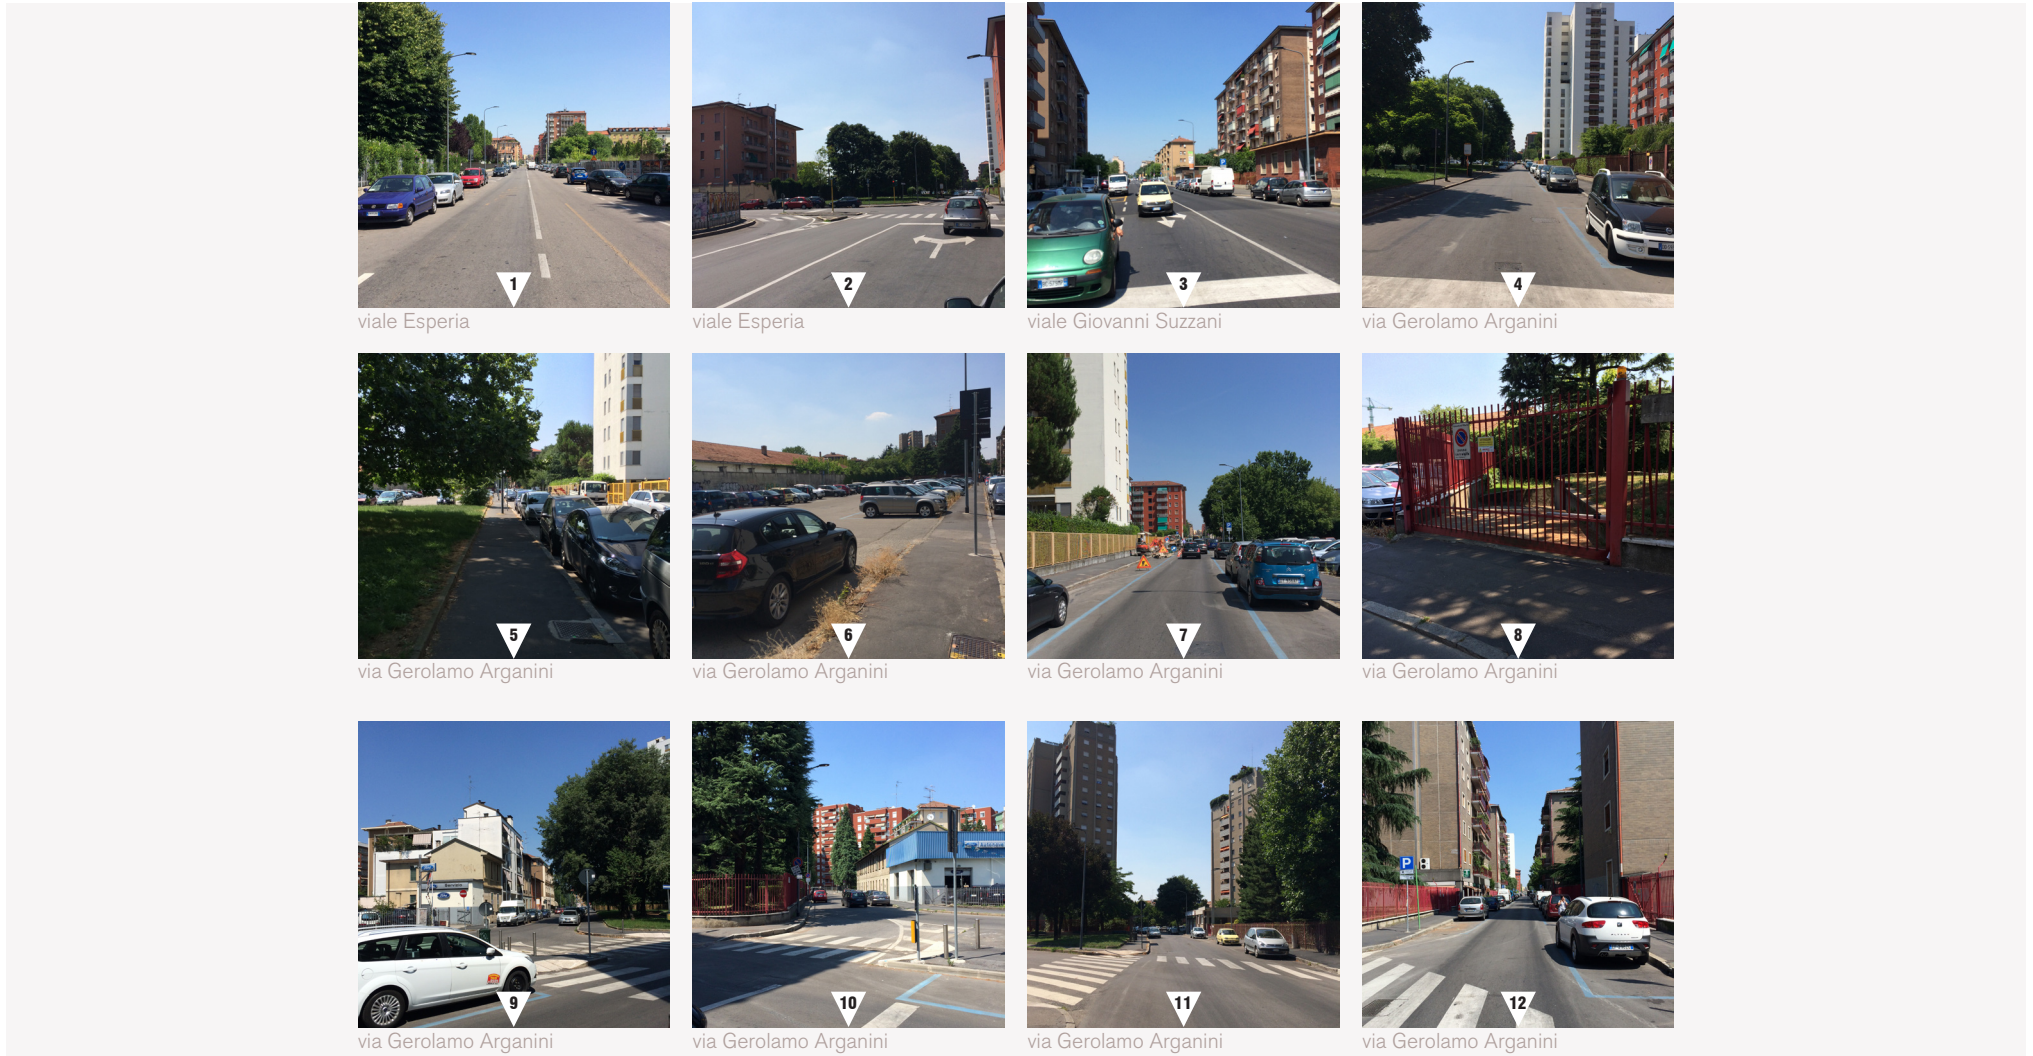 1
2
3
4
viale Esperia
viale Esperia
viale Giovanni Suzzani
via Gerolamo Arganini
5
6
7
8
via Gerolamo Arganini
via Gerolamo Arganini
via Gerolamo Arganini
via Gerolamo Arganini
P
9
10
11
12
via Gerolamo Arganini
via Gerolamo Arganini
via Gerolamo Arganini
via Gerolamo Arganini